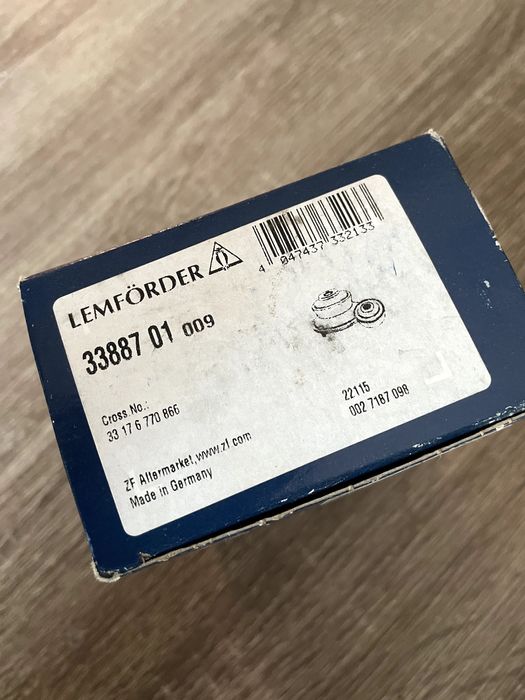 LEMFÖRDER
4 047437 332133
33887 01 009
Cross No.:
33 17 6 770 866
22115
002 7187 098
ZF Aftermarket, www.zf.com
Made in Germany